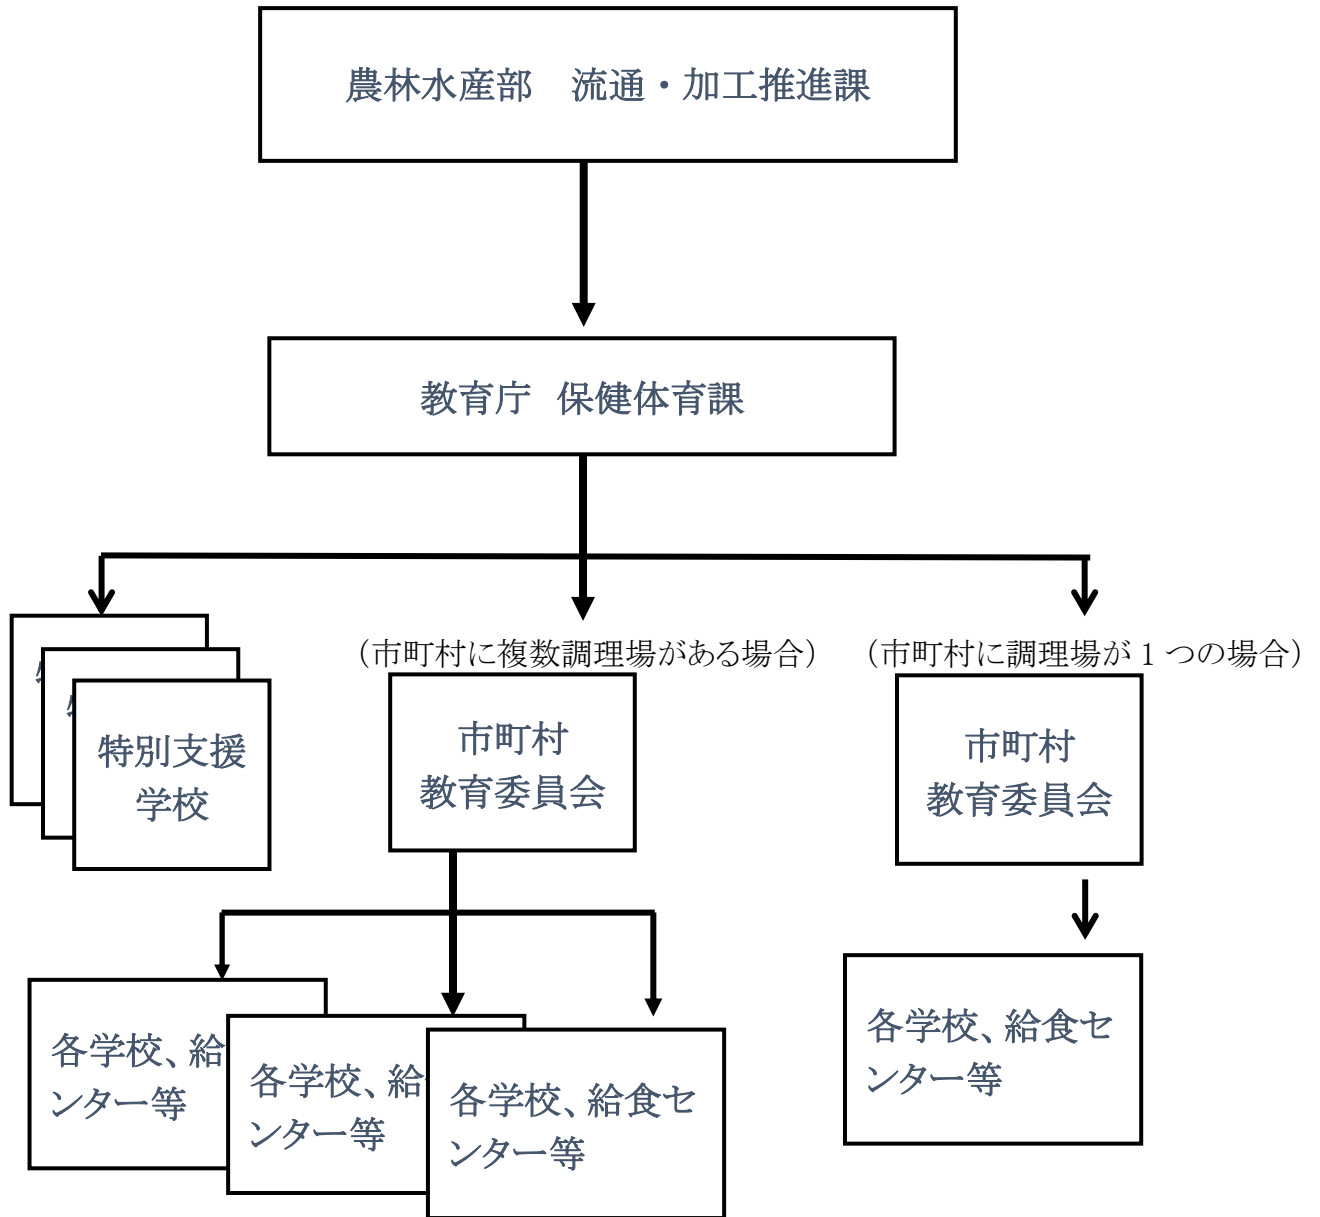 農林水産部　流通・加工推進課
教育庁　保健体育課
（市町村に複数調理場がある場合）
（市町村に調理場が１つの場合）
特別支援
学校
市町村
教育委員会
市町村
教育委員会
各学校、給
ンター等
各学校、給
ンター等
各学校、給食セ
ンター等
各学校、給食セ
ンター等